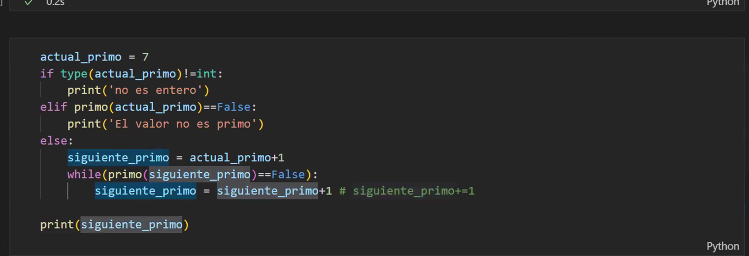 0.2s
Python
actual_primo = 7
if type(actual_primo)!=int:
    print('no es entero')
elif primo(actual_primo)==False:
    print('El valor no es primo')
else:
    siguiente_primo = actual_primo+1
    while(primo(siguiente_primo)==False):
        siguiente_primo = siguiente_primo+1 # siguiente_primo+=1
print(siguiente_primo)
Python